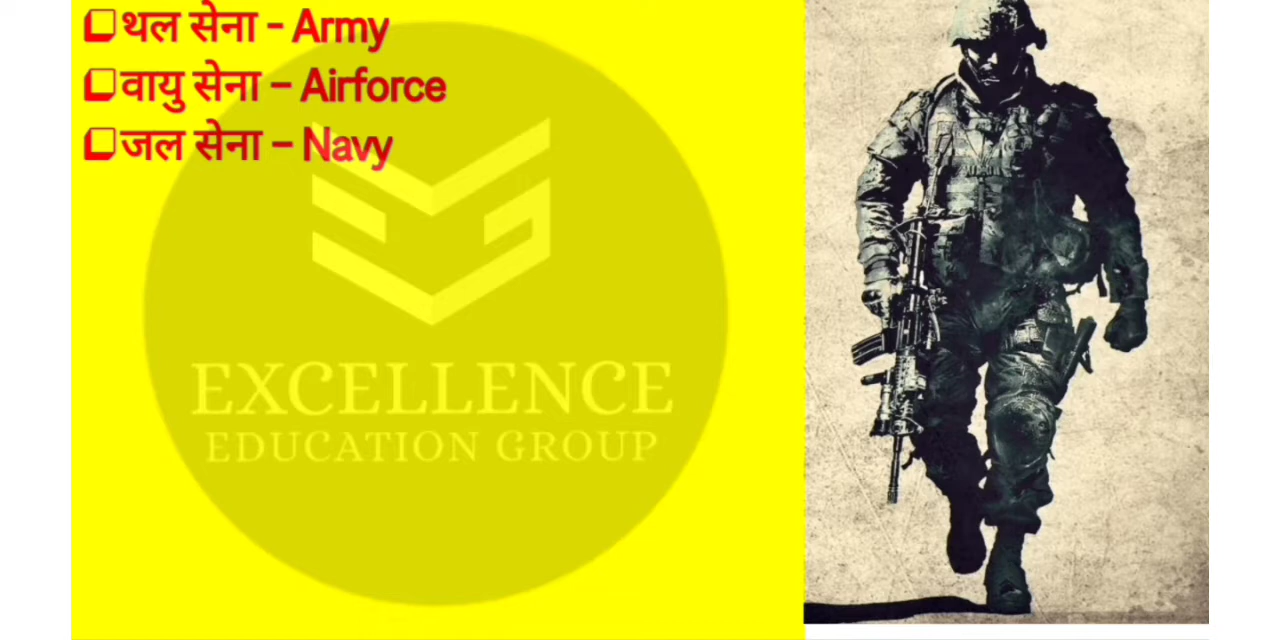 ❑थल सेना - Army
❑वायु सेना – Airforce
❑जल सेना – Navy
EXCELLENCE
EDUCATION GROUP